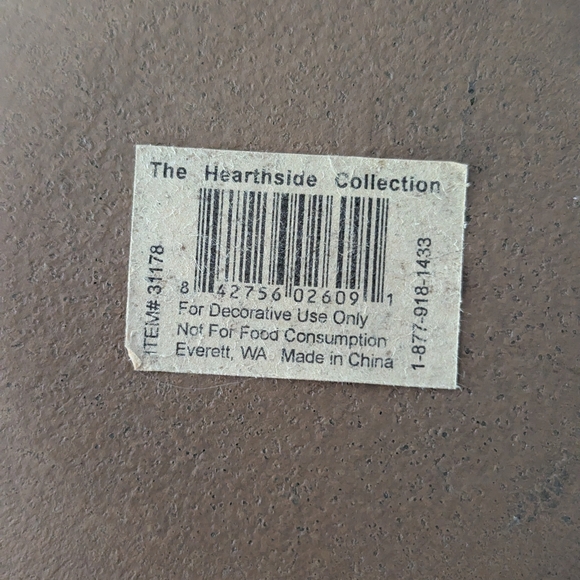 The Hearthside Collection
ITEM# 31178
8 42756 02609 1
For Decorative Use Only
Not For Food Consumption
Everett, WA Made in China
1-877-918-1433